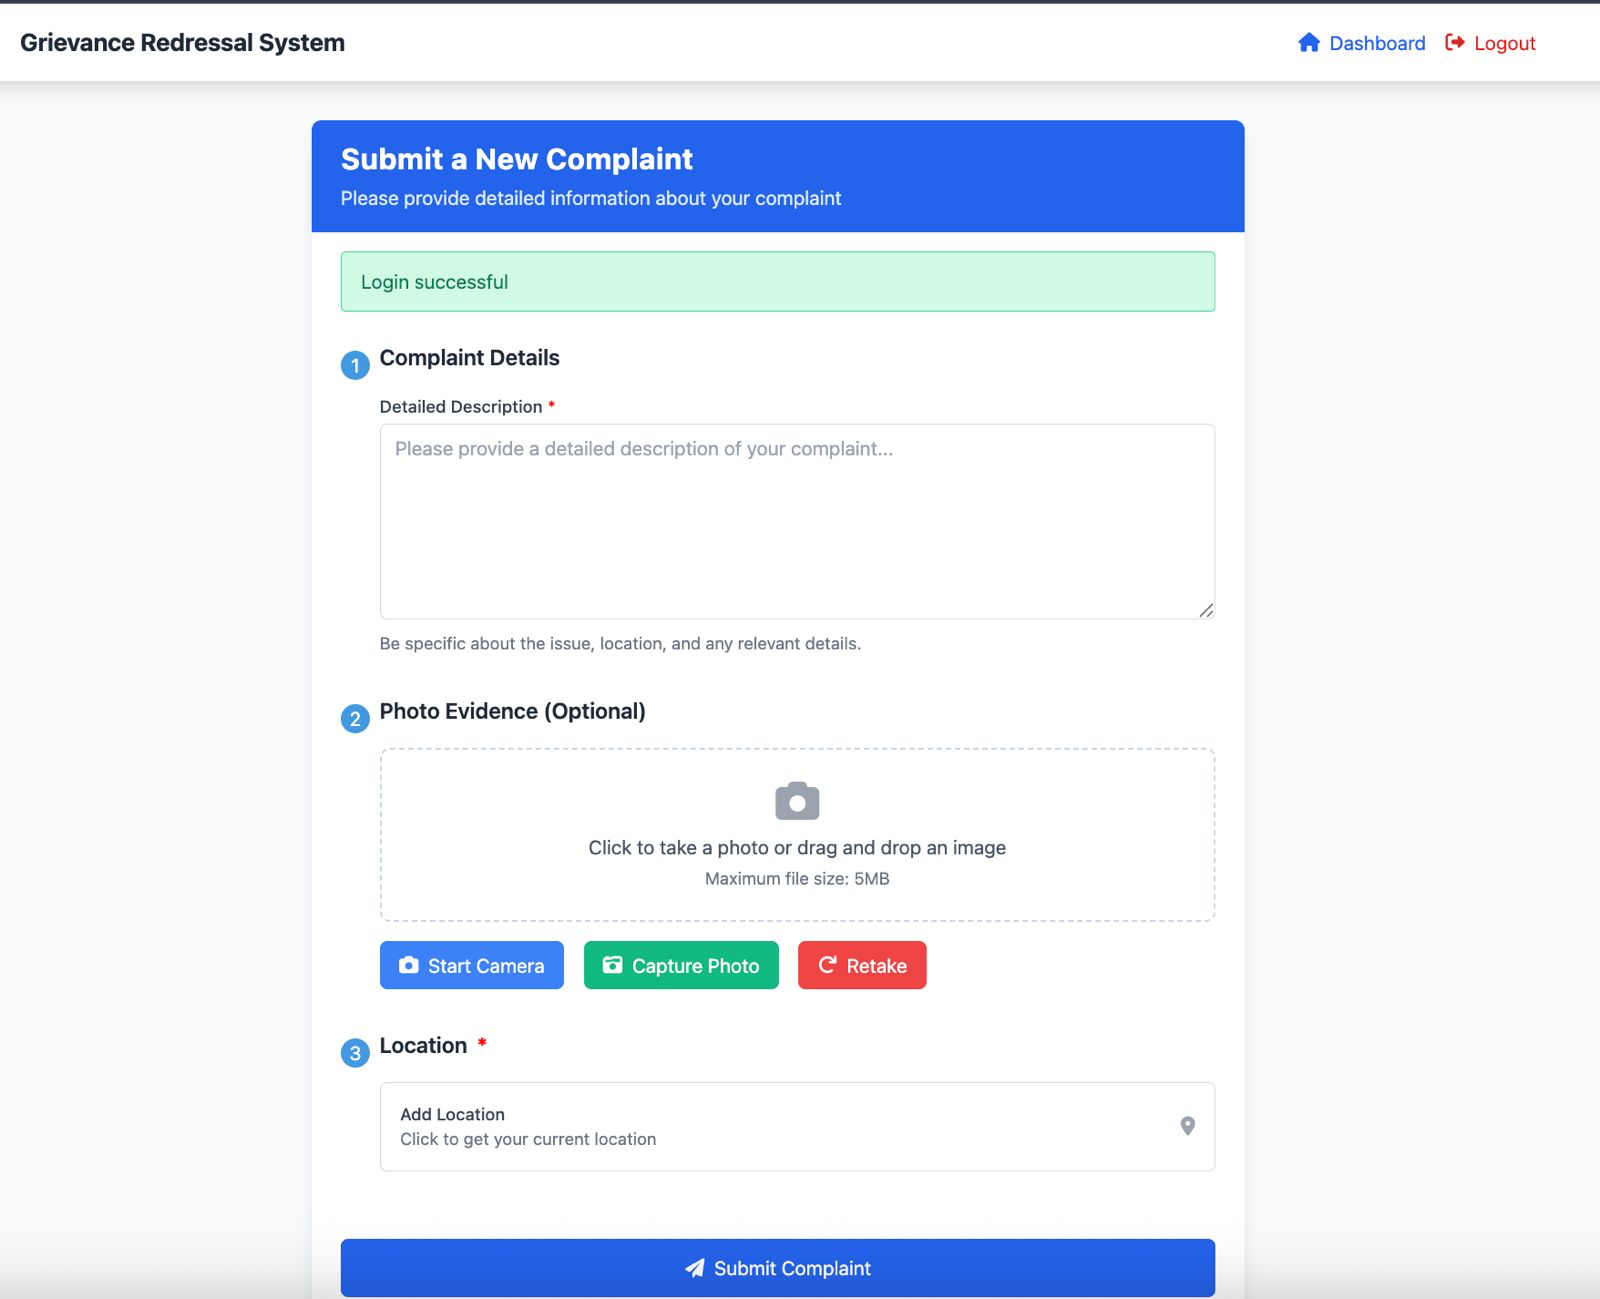 Grievance Redressal System
Dashboard
Logout
Submit a New Complaint
Please provide detailed information about your complaint
Login successful
1 Complaint Details
Detailed Description *
Please provide a detailed description of your complaint...
Be specific about the issue, location, and any relevant details.
2 Photo Evidence (Optional)
Click to take a photo or drag and drop an image
Maximum file size: 5MB
Start Camera
Capture Photo
Retake
3 Location *
Add Location
Click to get your current location
Submit Complaint